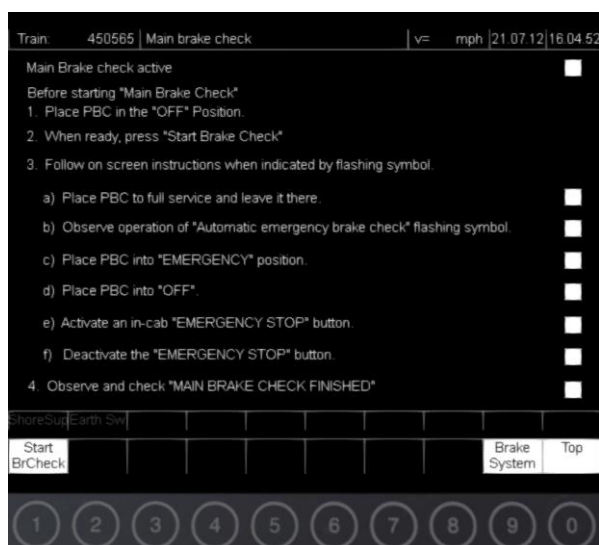 Train: 450565 Main brake check v= mph 21.07.12 16.04.52
Main Brake check active
Before starting "Main Brake Check"
1. Place PBC in the "OFF" Position.
2. When ready, press "Start Brake Check"
3. Follow on screen instructions when indicated by flashing symbol.
a) Place PBC to full service and leave it there.
b) Observe operation of "Automatic emergency brake check" flashing symbol.
c) Place PBC into "EMERGENCY" position.
d) Place PBC into "OFF".
e) Activate an in-cab "EMERGENCY STOP" button.
f) Deactivate the "EMERGENCY STOP" button.
4. Observe and check "MAIN BRAKE CHECK FINISHED"
ShoreSup Earth Sw
Start Brake Top
BrCheck System
1 2 3 4 5 6 7 8 9 0